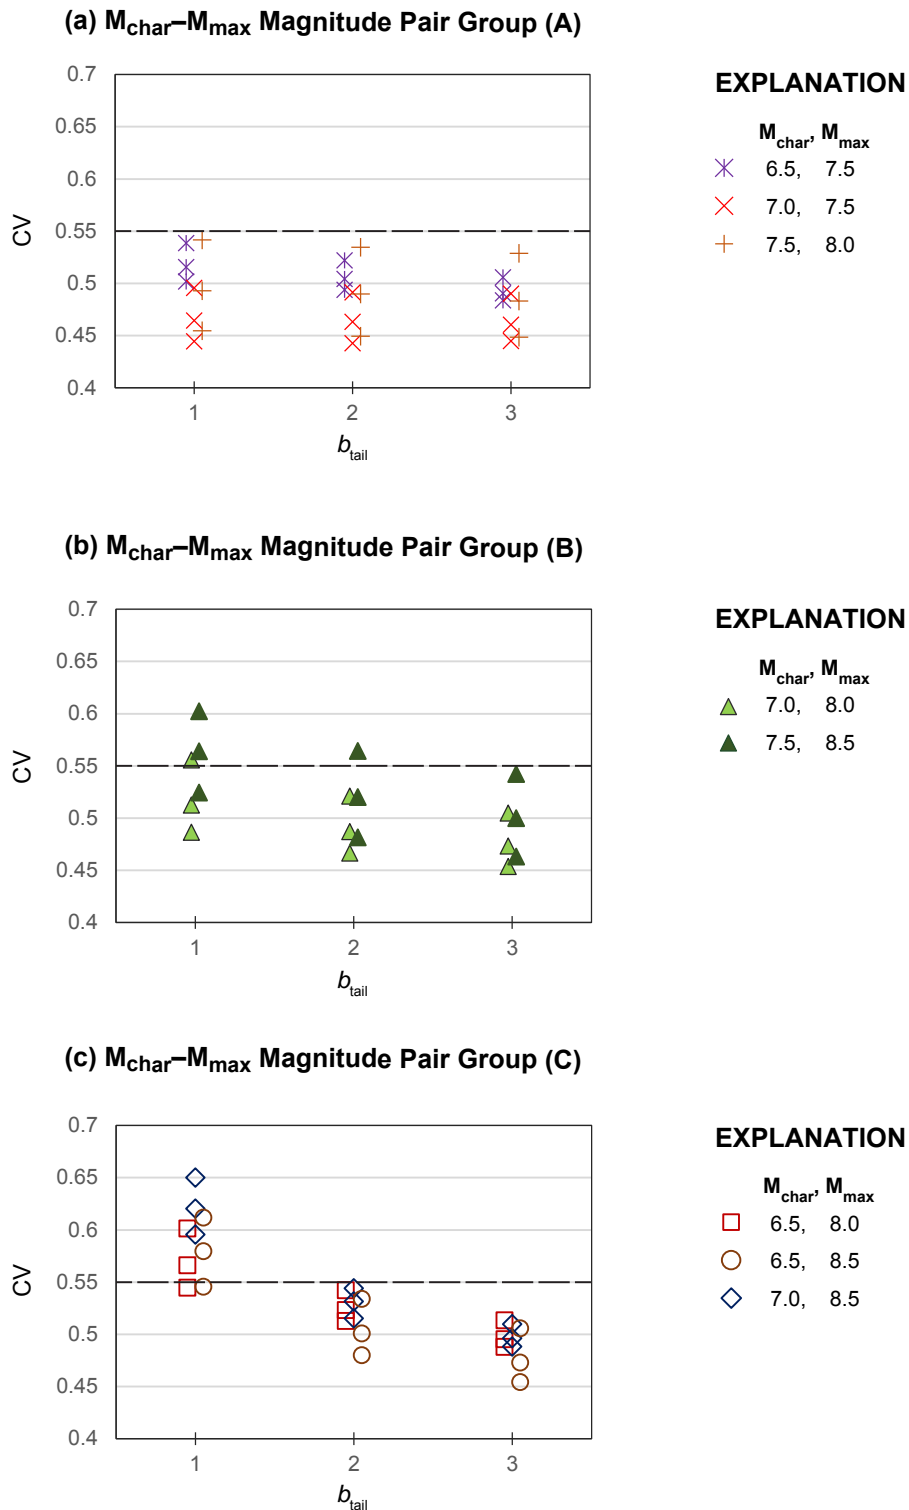 (a) Mchar–Mmax Magnitude Pair Group (A)
0.7
0.65
0.6
0.55
0.5
0.45
0.4
CV
1 2 3
btail
EXPLANATION
Mchar, Mmax
6.5, 7.5
7.0, 7.5
7.5, 8.0
(b) Mchar–Mmax Magnitude Pair Group (B)
0.7
0.65
0.6
0.55
0.5
0.45
0.4
CV
1 2 3
btail
EXPLANATION
Mchar, Mmax
7.0, 8.0
7.5, 8.5
(c) Mchar–Mmax Magnitude Pair Group (C)
0.7
0.65
0.6
0.55
0.5
0.45
0.4
CV
1 2 3
btail
EXPLANATION
Mchar, Mmax
6.5, 8.0
6.5, 8.5
7.0, 8.5